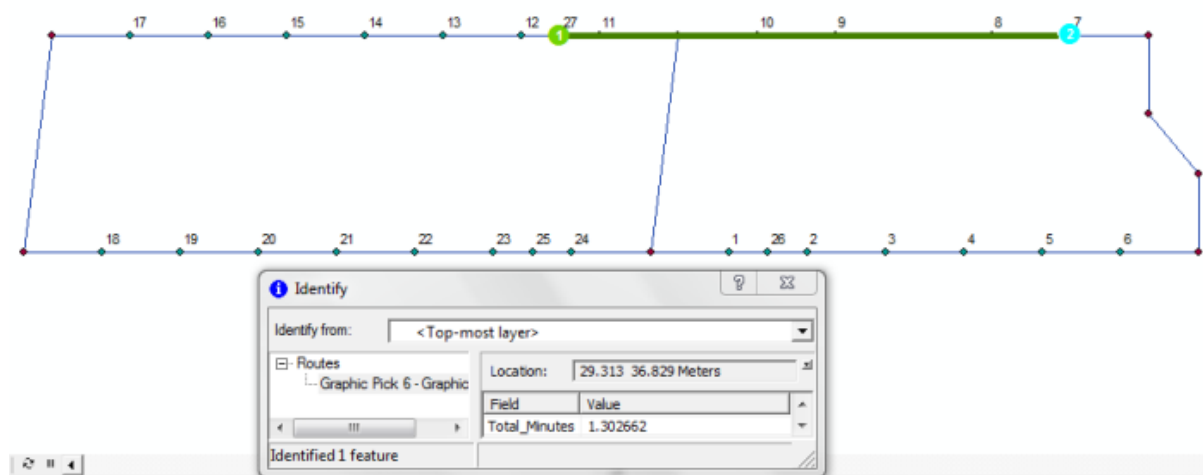 17 16 15 14 13 12 27 11 10 9 8 7
1 2
18 19 20 21 22 23 25 24 1 26 2 3 4 5 6
Identify
Identify from: <Top-most layer>
Routes
Graphic Pick 6 - Graphic
Location: 29.313 36.829 Meters
Field Value
Total_Minutes 1.302662
Identified 1 feature